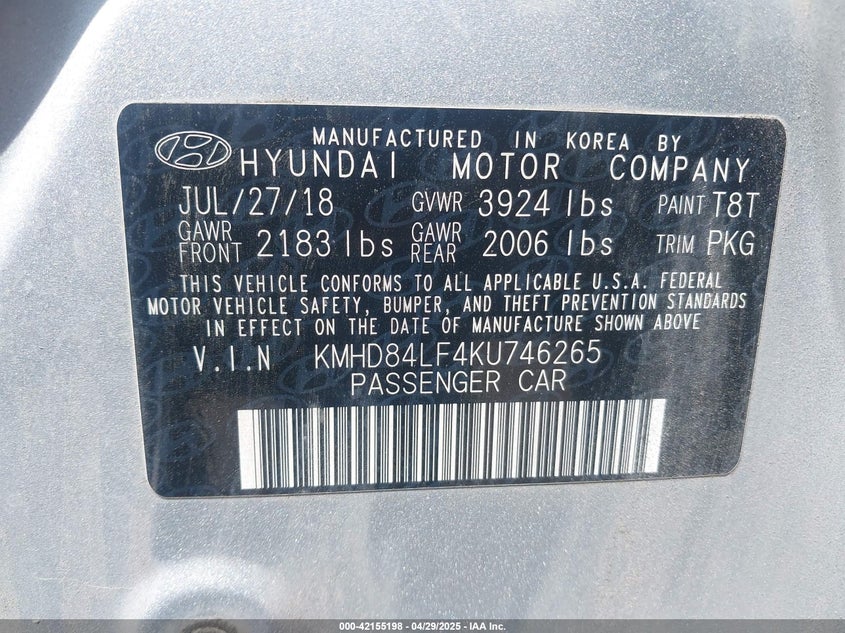 MANUFACTURED IN KOREA BY
HYUNDAI MOTOR COMPANY
JUL/27/18 GVWR 3924 lbs PAINT T8T
GAWR FRONT 2183 lbs GAWR REAR 2006 lbs TRIM PKG
THIS VEHICLE CONFORMS TO ALL APPLICABLE U.S.A. FEDERAL
MOTOR VEHICLE SAFETY, BUMPER, AND THEFT PREVENTION STANDARDS
IN EFFECT ON THE DATE OF MANUFACTURE SHOWN ABOVE
V.I.N KMHD84LF4KU746265
PASSENGER CAR
000-42155198 - 04/29/2025 - IAA Inc.